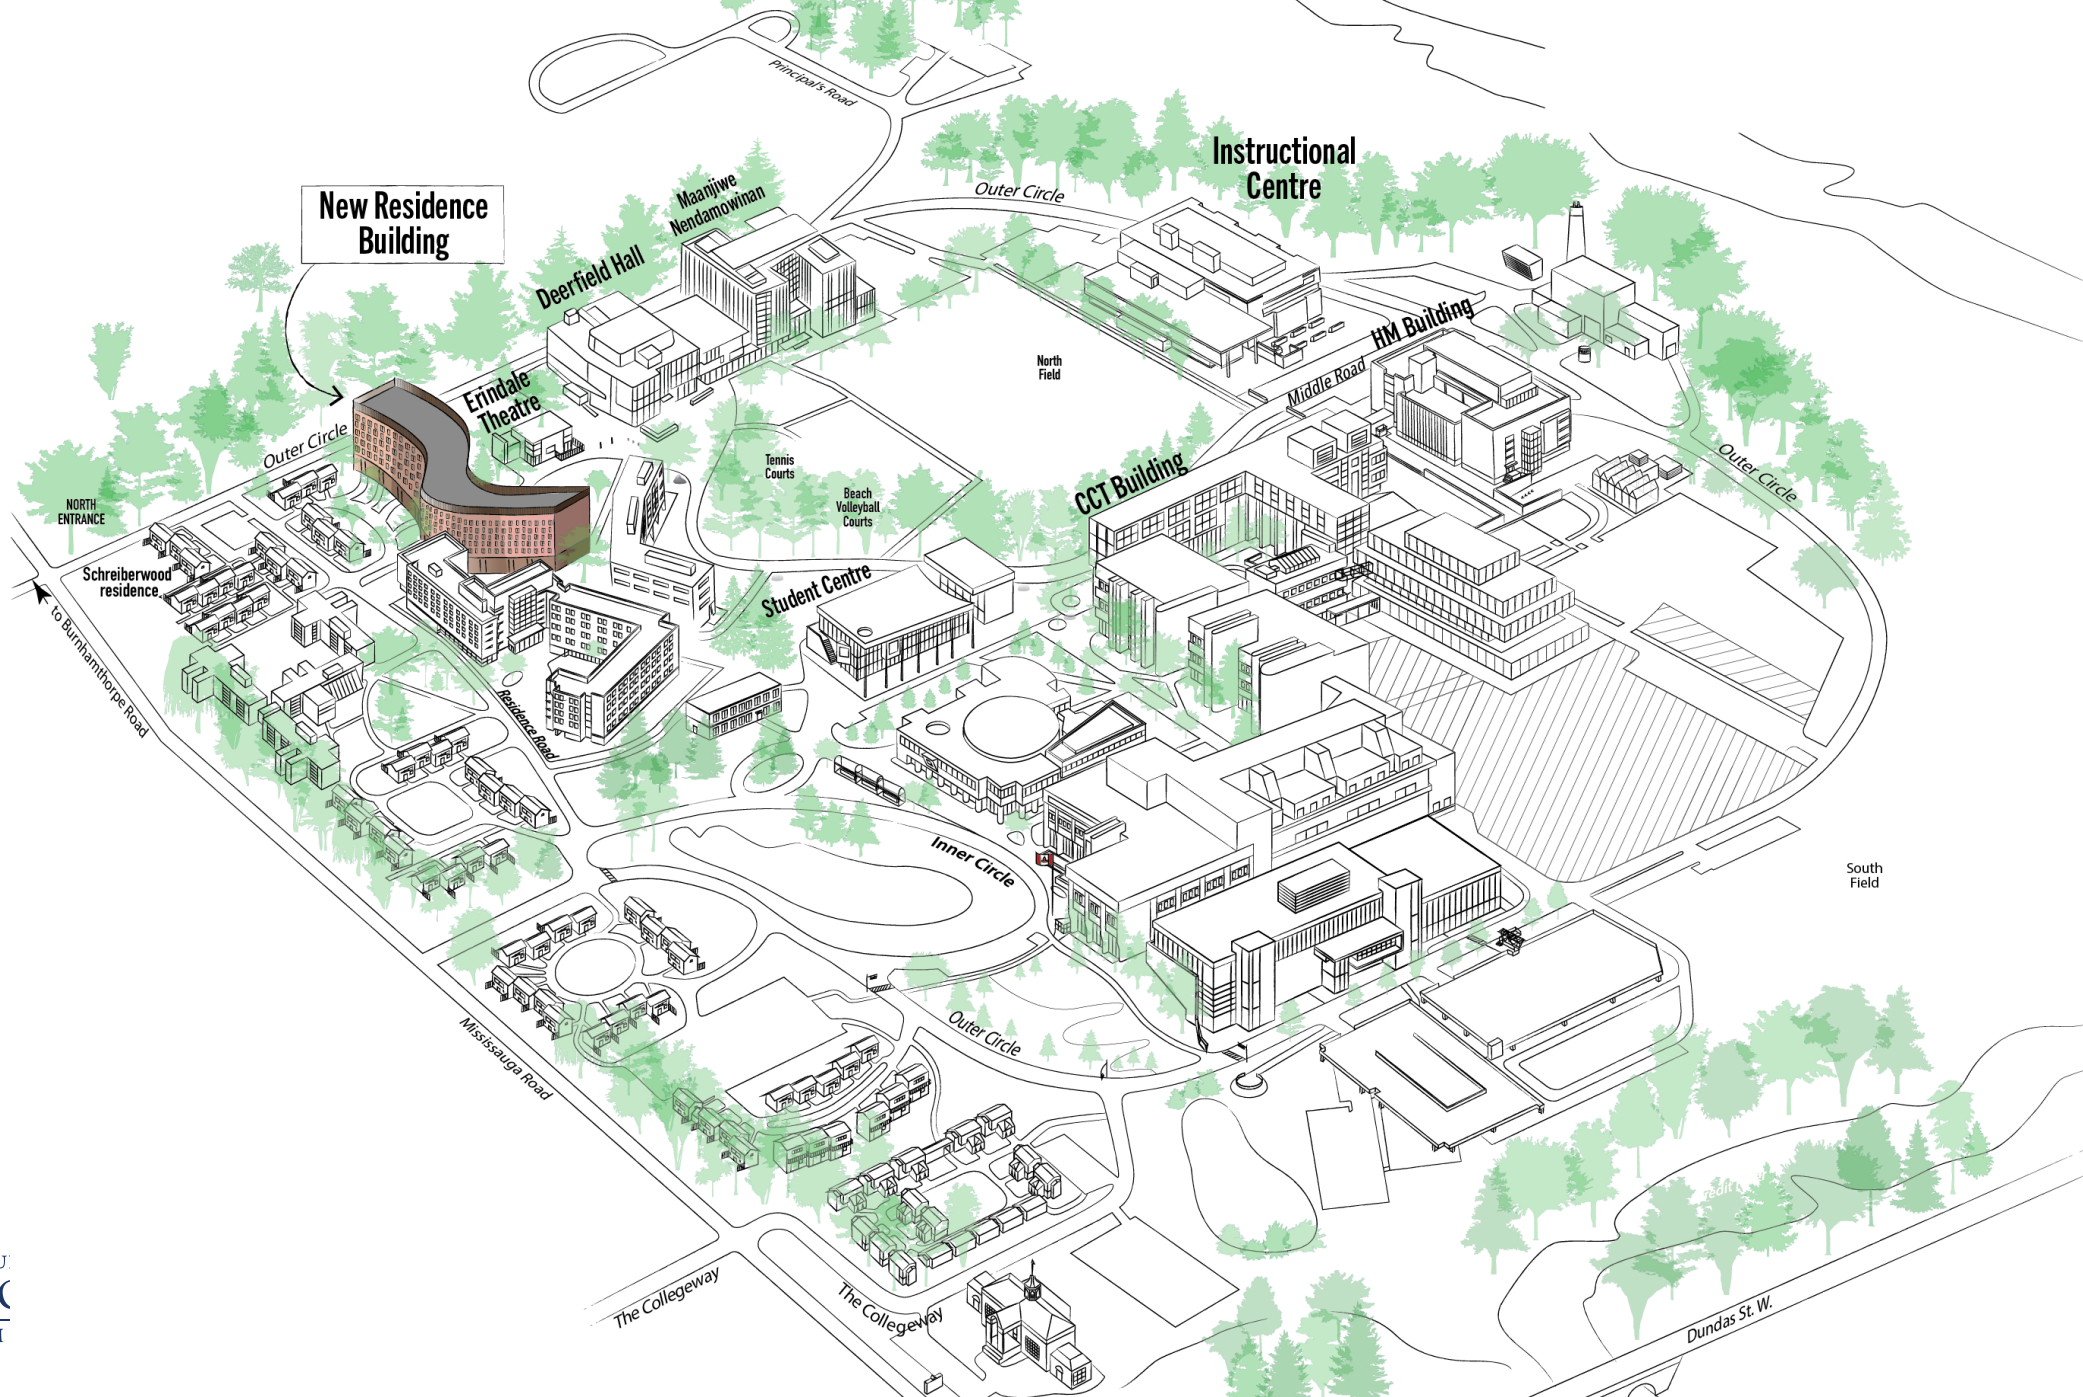 Principal's Road
Instructional
Centre
Outer Circle
Maanjiwe
Nendamowinan
New Residence
Building
Deerfield Hall
HM Building
North
Field
Middle Road
Erindale
Theatre
Outer Circle
Tennis
Courts
CCT Building
Outer Circle
Beach
Volleyball
Courts
NORTH
ENTRANCE
Schreiberwood
residence
Student Centre
to Burnhamthorpe Road
Residence Road
Inner Circle
South
Field
Outer Circle
Mississauga Road
The Collegeway
The Collegeway
Dundas St. W.